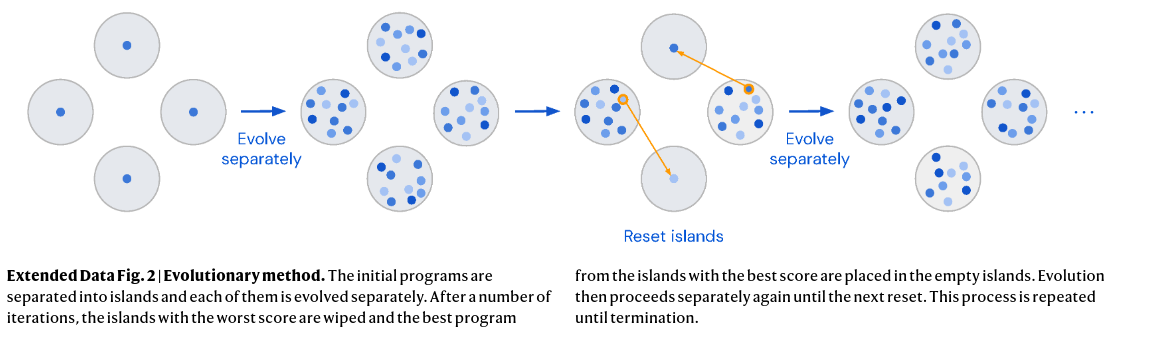 Evolve
separately
Evolve
separately
...
Reset islands
Extended Data Fig. 2 | Evolutionary method. The initial programs are
separated into islands and each of them is evolved separately. After a number of
iterations, the islands with the worst score are wiped and the best program
from the islands with the best score are placed in the empty islands. Evolution
then proceeds separately again until the next reset. This process is repeated
until termination.